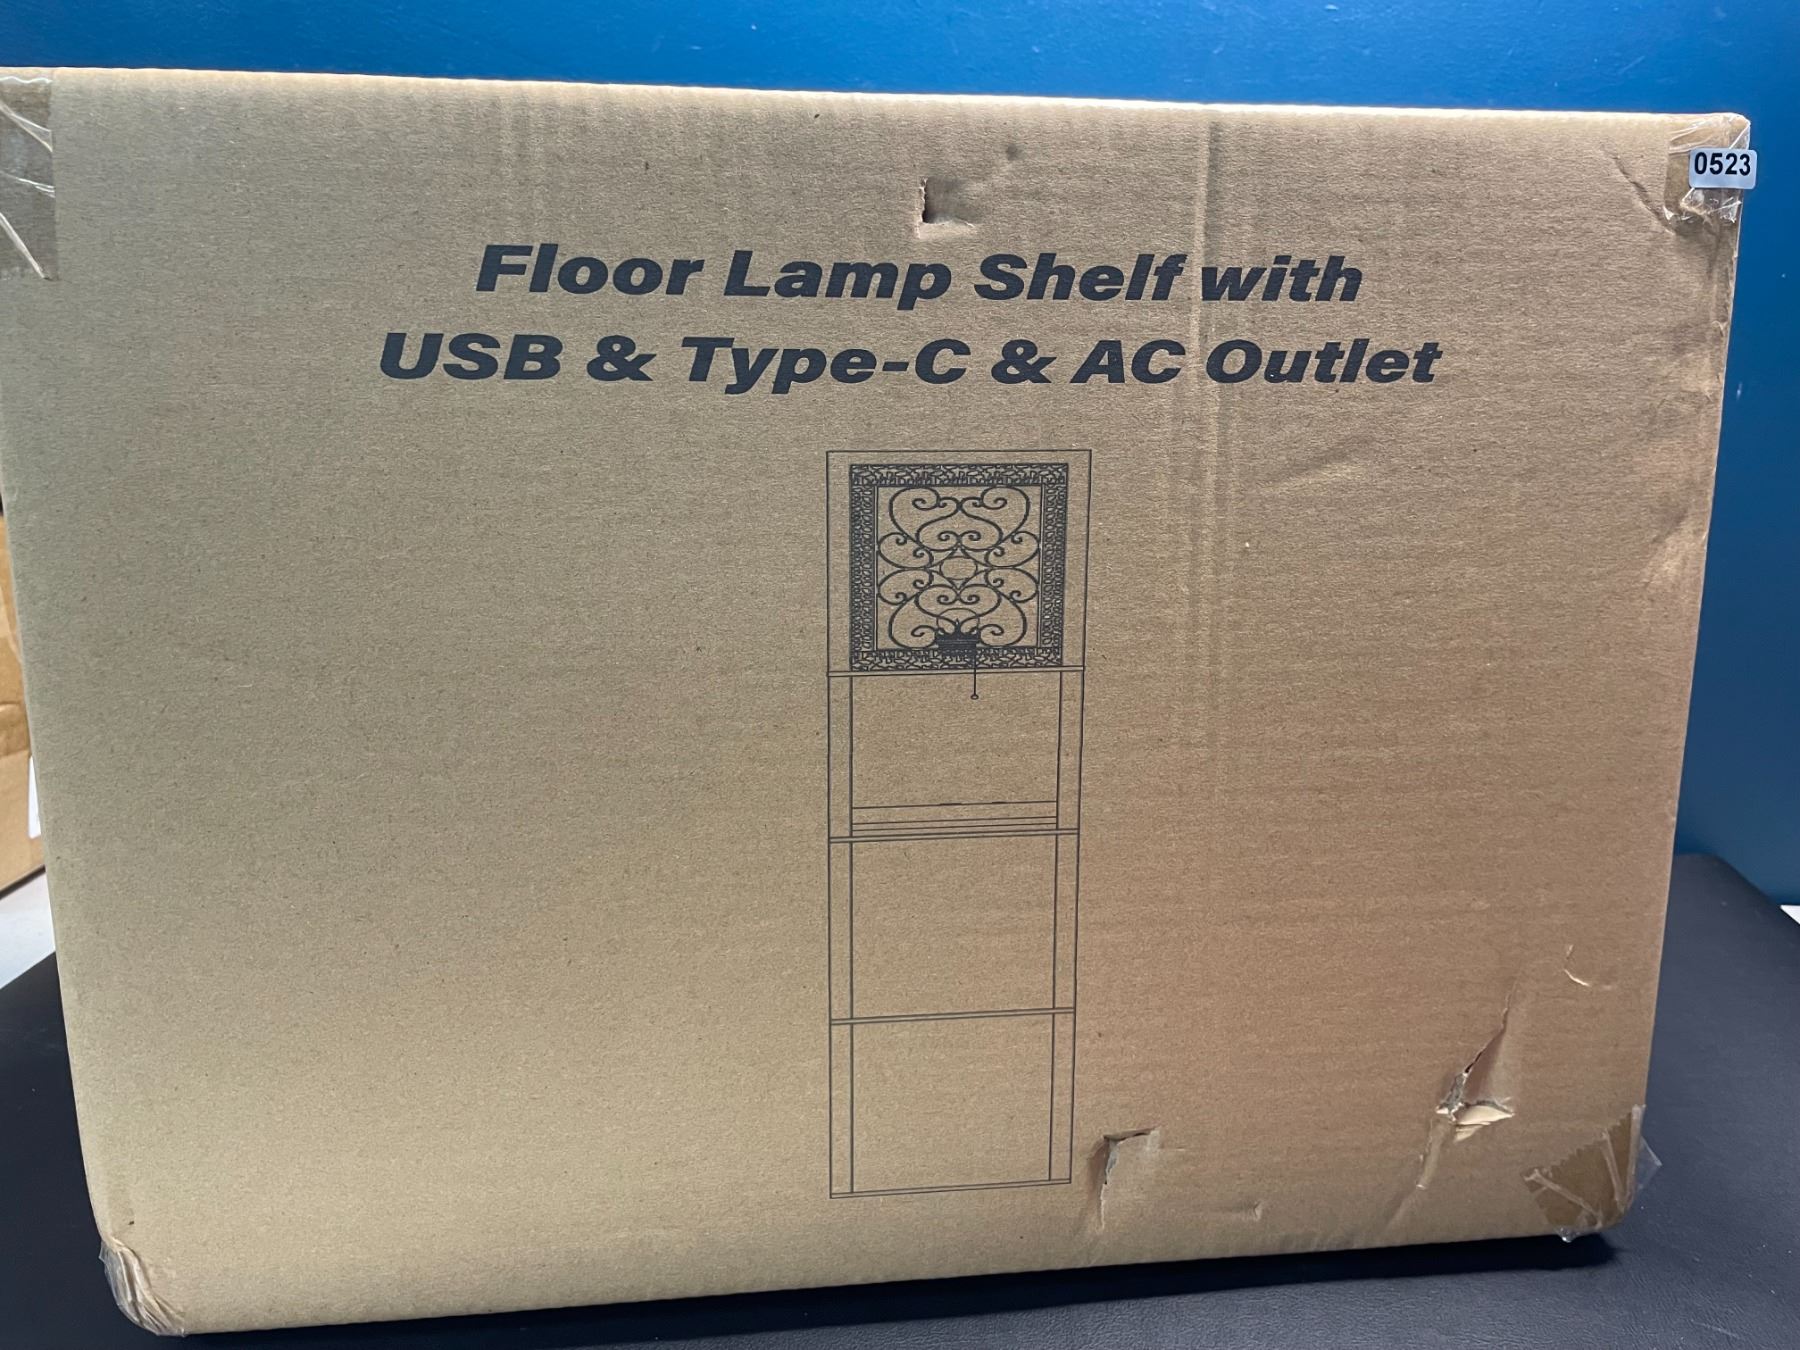 0523
Floor Lamp Shelf with
USB & Type-C & AC Outlet